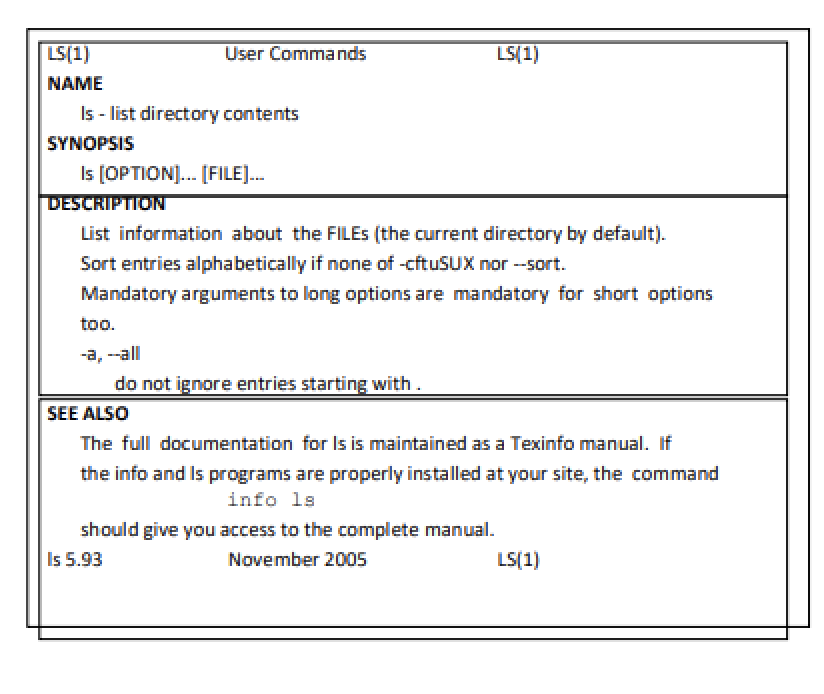 LS(1) User Commands LS(1)
NAME
ls - list directory contents
SYNOPSIS
ls [OPTION]... [FILE]...
DESCRIPTION
List information about the FILEs (the current directory by default).
Sort entries alphabetically if none of -cftuSUX nor --sort.
Mandatory arguments to long options are mandatory for short options
too.
-a, --all
do not ignore entries starting with .
SEE ALSO
The full documentation for ls is maintained as a Texinfo manual. If
the info and ls programs are properly installed at your site, the command
info ls
should give you access to the complete manual.
ls 5.93 November 2005 LS(1)